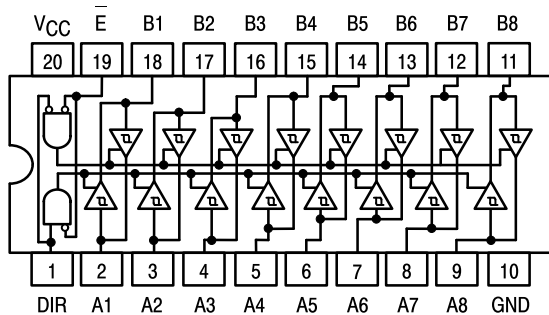 V_CC E̅ B1 B2 B3 B4 B5 B6 B7 B8
20 19 18 17 16 15 14 13 12 11
1 2 3 4 5 6 7 8 9 10
DIR A1 A2 A3 A4 A5 A6 A7 A8 GND